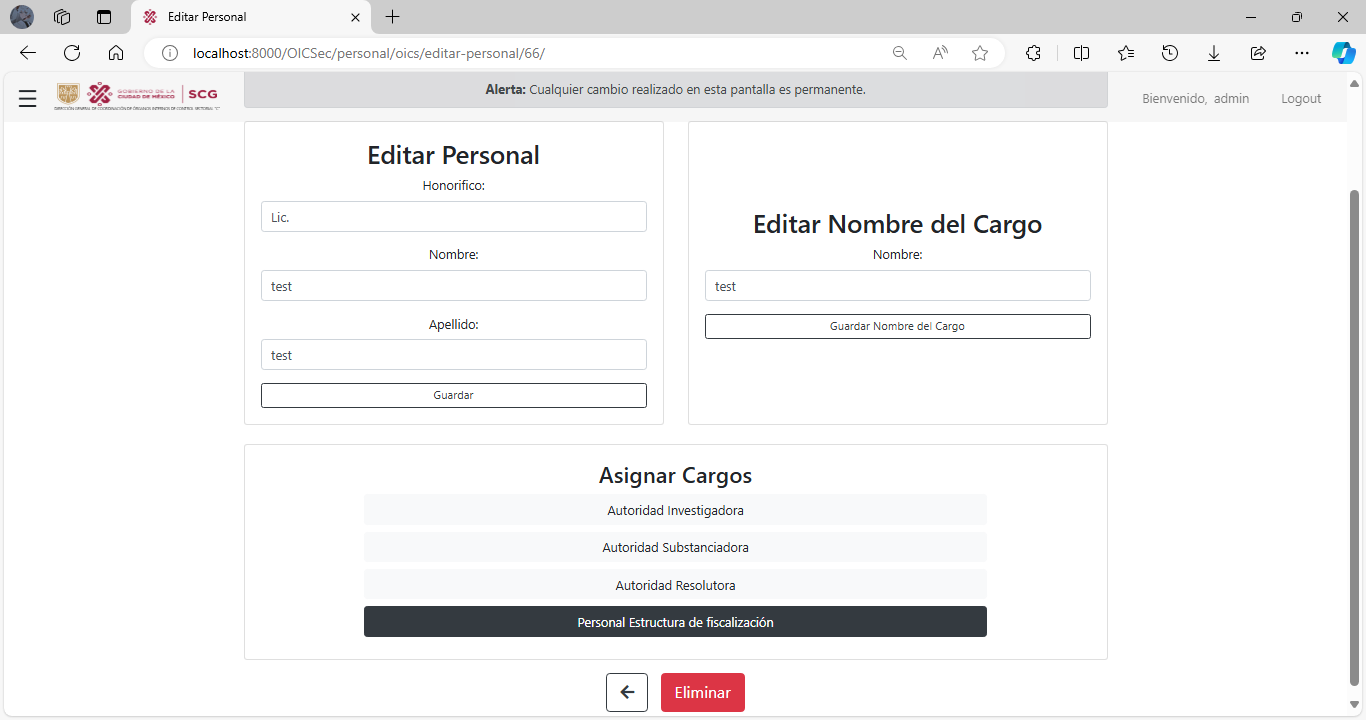 Editar Personal
localhost:8000/OICSec/personal/oics/editar-personal/66/
GOBIERNO DE LA
CIUDAD DE MÉXICO
SCG
DIRECCIÓN GENERAL DE COORDINACIÓN DE ÓRGANOS INTERNOS DE CONTROL SECTORIAL "C"
Alerta: Cualquier cambio realizado en esta pantalla es permanente.
Bienvenido, admin
Logout
Editar Personal
Honorifico:
Lic.
Nombre:
test
Apellido:
test
Guardar
Editar Nombre del Cargo
Nombre:
test
Guardar Nombre del Cargo
Asignar Cargos
Autoridad Investigadora
Autoridad Substanciadora
Autoridad Resolutora
Personal Estructura de fiscalización
Eliminar